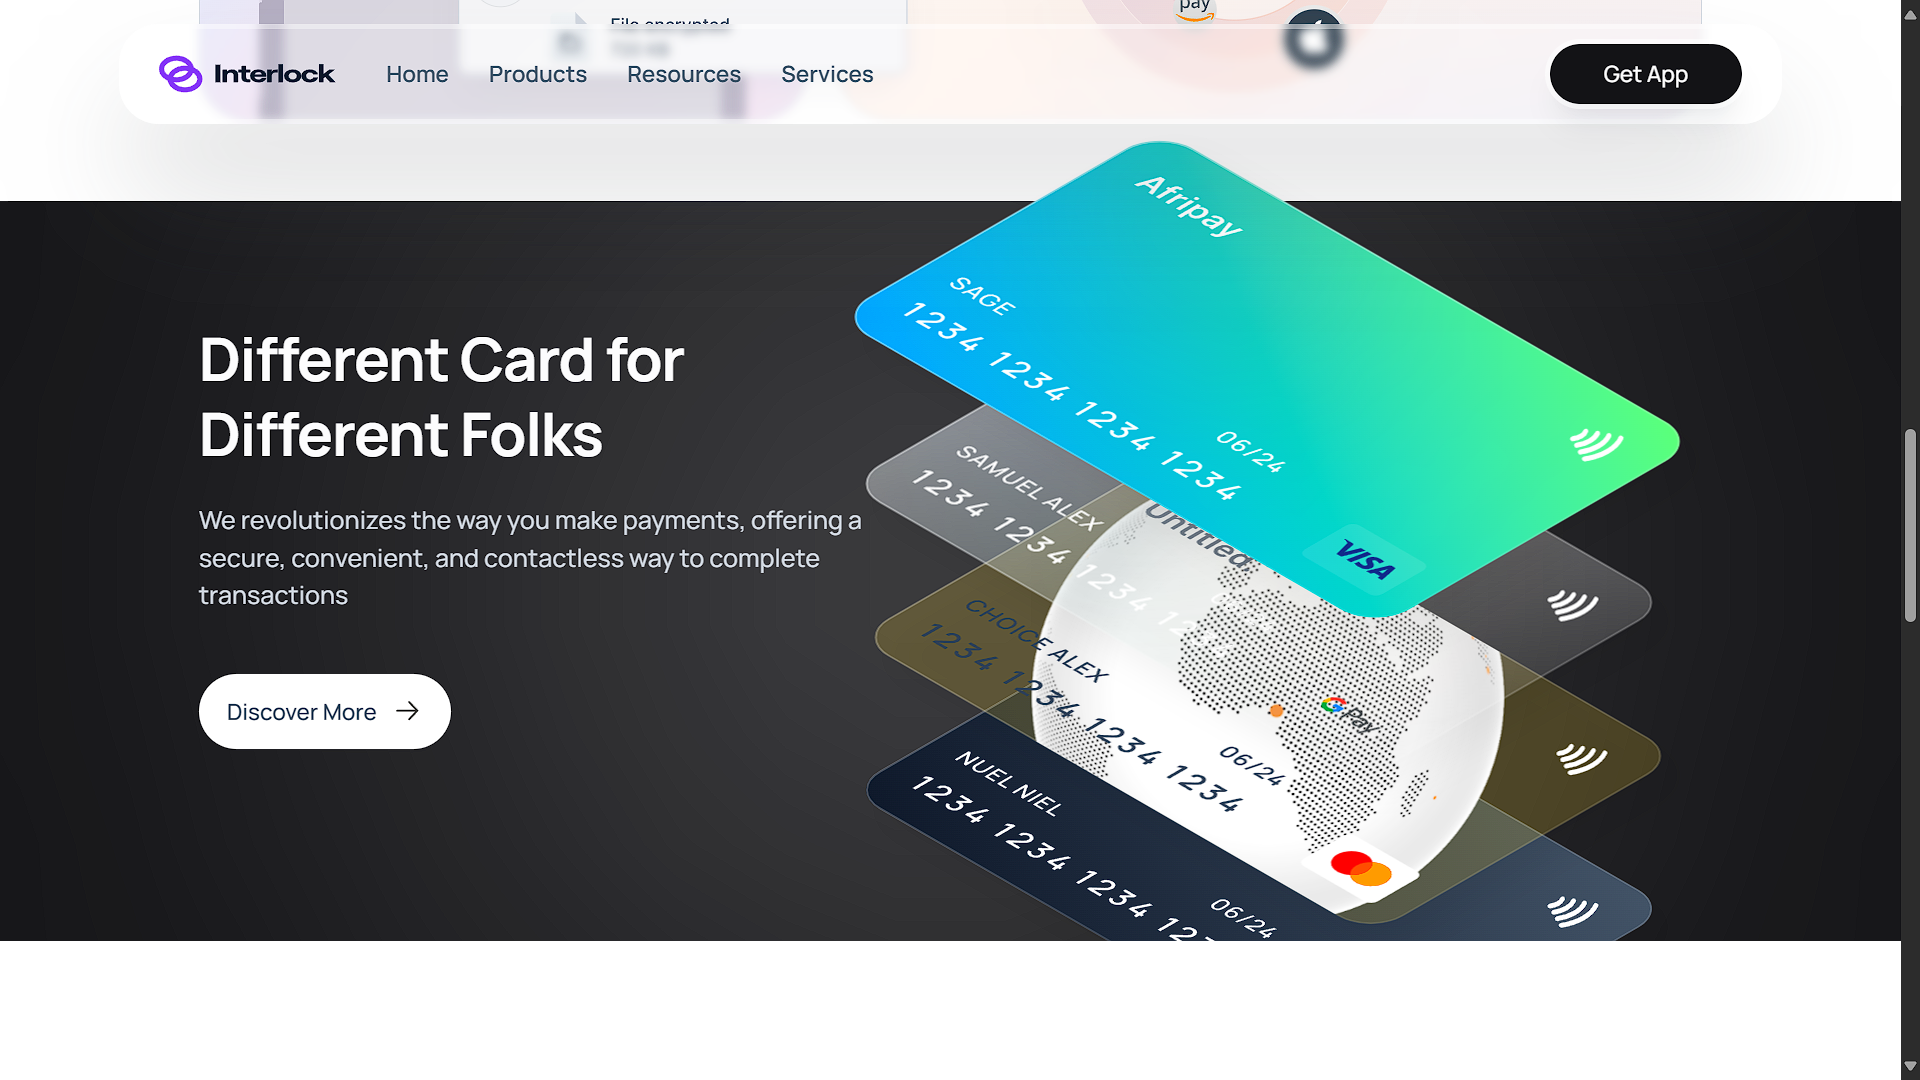 pay
File encrypted
Interlock
Home
Products
Resources
Services
Get App
Afripay
SAGE
1234 1234 1234 1234
06/24
VISA
Different Card for
Different Folks
We revolutionizes the way you make payments, offering a
secure, convenient, and contactless way to complete
transactions
Discover More
SAMUEL ALEX
1234 1234 1234
Untitled
CHOICE ALEX
1234 1234 1234 1234
06/24
G Pay
NUEL NIEL
1234 1234 1234
06/24